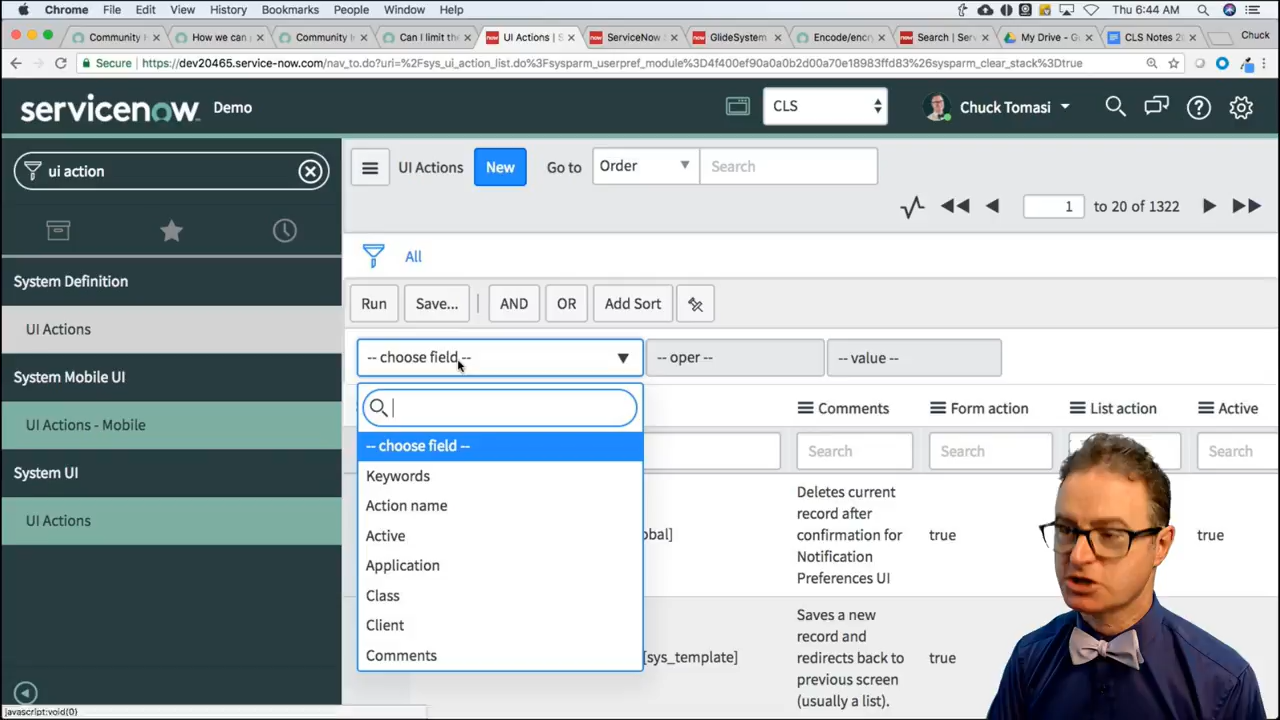 Chrome File Edit View History Bookmarks People Window Help Thu 6:44 AM
Community I
How we can
Community I
Can I limit the
UI Actions | S
ServiceNow
GlideSystem
Encode/encry
Search | Serv
My Drive - Go
CLS Notes 2
Chuck
Secure https://dev20465.service-now.com/nav_to.do?uri=%2Fsys_ui_action_list.do%3Fsysparm_userpref_module%3D4f400ef90a0a0b2d00a70e18983ffd83%26sysparm_clear_stack%3Dtrue
servicenow Demo
CLS
Chuck Tomasi
ui action
UI Actions New Go to Order Search
1 to 20 of 1322
All
System Definition
UI Actions
System Mobile UI
UI Actions - Mobile
System UI
UI Actions
Run Save... AND OR Add Sort
-- choose field -- -- oper -- -- value --
-- choose field --
Keywords
Action name
Active
Application
Class
Client
Comments
Comments Form action List action Active
Search Search Search
obal]
Deletes current
record after
confirmation for
Notification
Preferences UI
true
true
[sys_template]
Saves a new
record and
redirects back to
previous screen
(usually a list).
true
javascript:void(0)